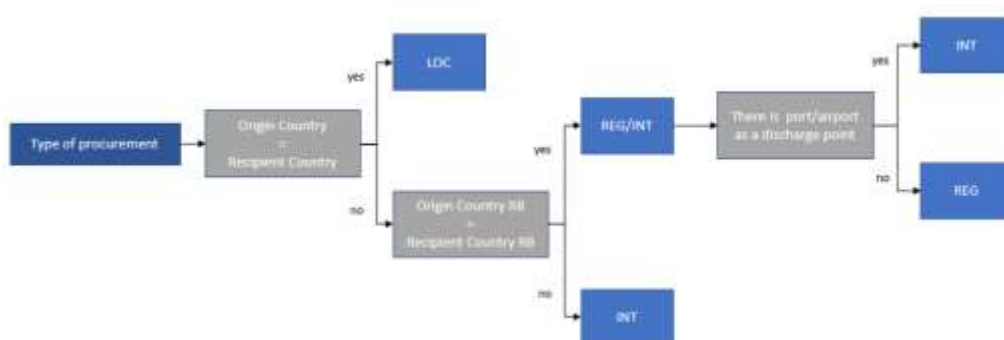 Type of procurement
Origin Country
=
Recipient Country
yes
LOC
no
Origin Country RB
=
Recipient Country RB
yes
REG/INT
no
INT
There is port/airport
as a discharge point
yes
INT
no
REG